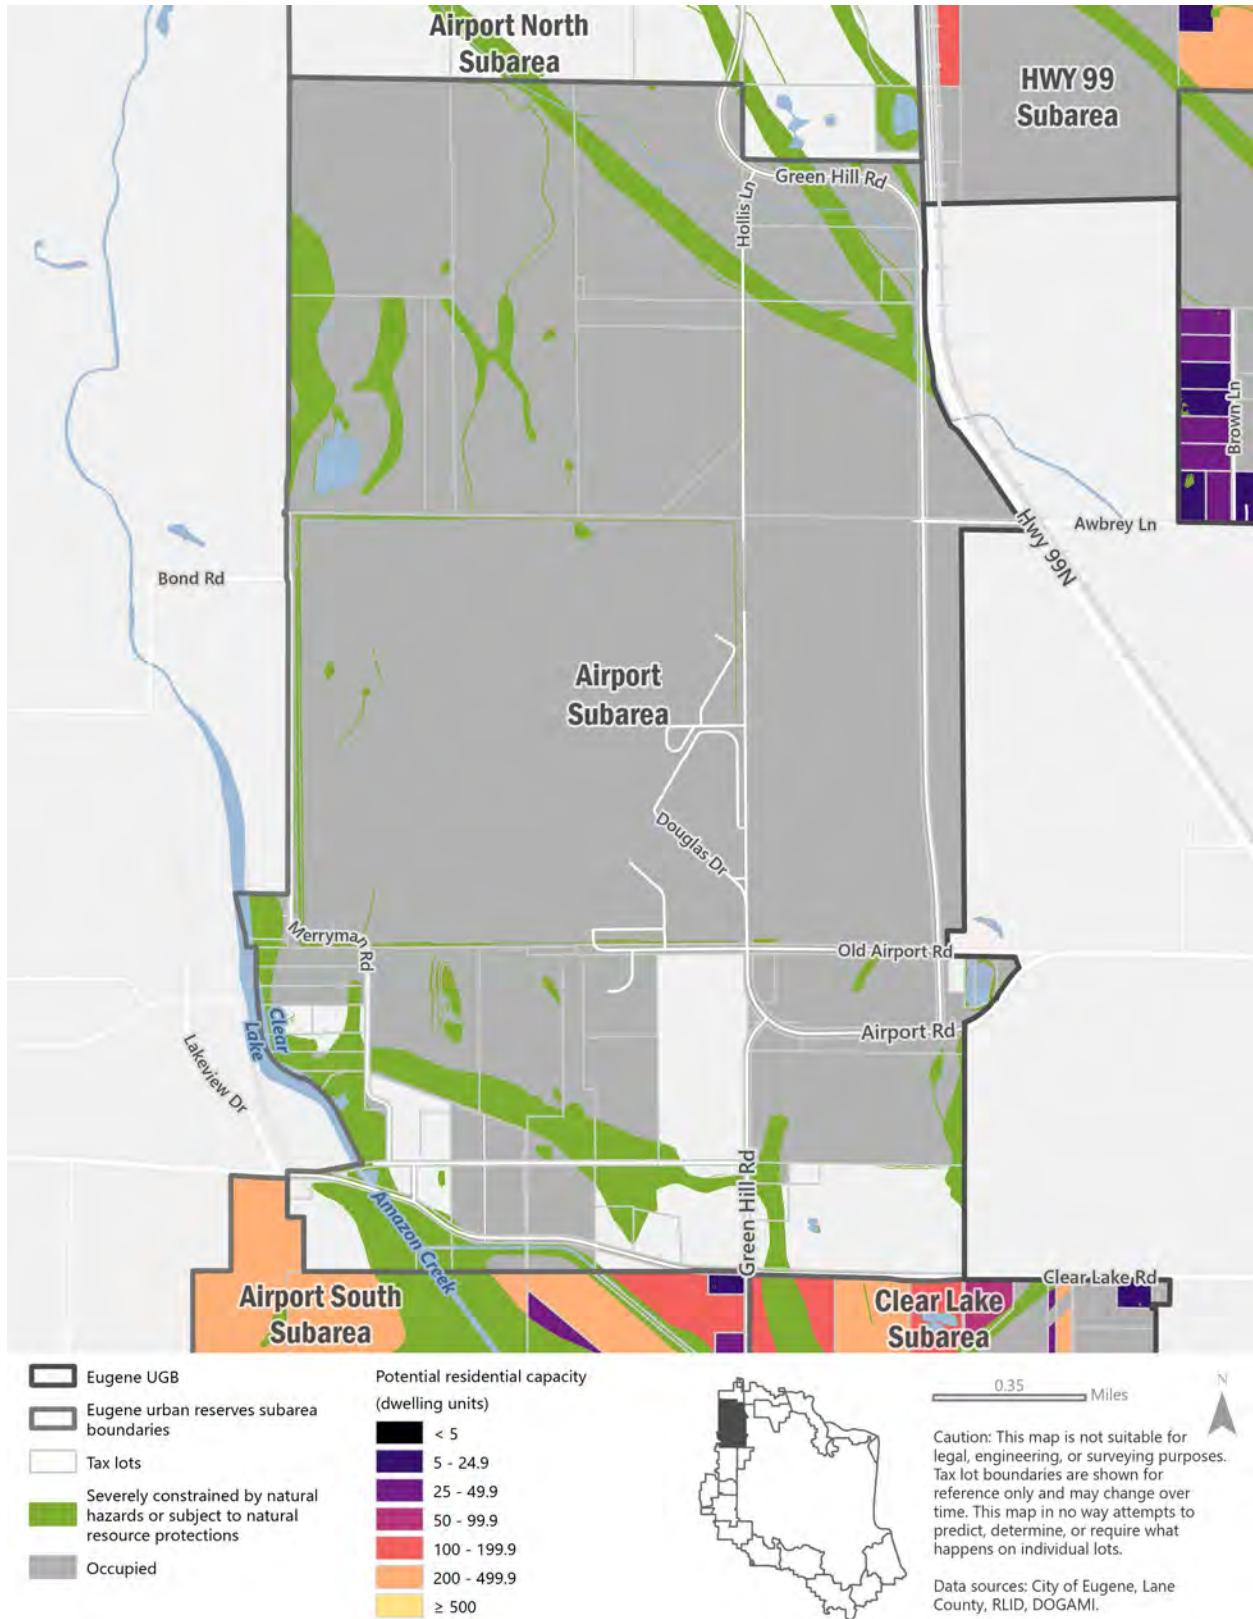 Airport North
Subarea
HWY 99
Subarea
Green Hill Rd
Hollis Ln
Brown Ln
Hwy 99N
Awbrey Ln
Bond Rd
Airport
Subarea
Douglas Dr
Merryman Rd
Old Airport Rd
Clear
Lake
Airport Rd
Lakeview Dr
Green Hill Rd
Amazon Creek
Clear Lake Rd
Airport South
Subarea
Clear Lake
Subarea
Eugene UGB
Eugene urban reserves subarea
boundaries
Tax lots
Severely constrained by natural
hazards or subject to natural
resource protections
Occupied
Potential residential capacity
(dwelling units)
< 5
5 - 24.9
25 - 49.9
50 - 99.9
100 - 199.9
200 - 499.9
≥ 500
0.35
Miles
N
Caution: This map is not suitable for
legal, engineering, or surveying purposes.
Tax lot boundaries are shown for
reference only and may change over
time. This map in no way attempts to
predict, determine, or require what
happens on individual lots.
Data sources: City of Eugene, Lane
County, RLID, DOGAMI.